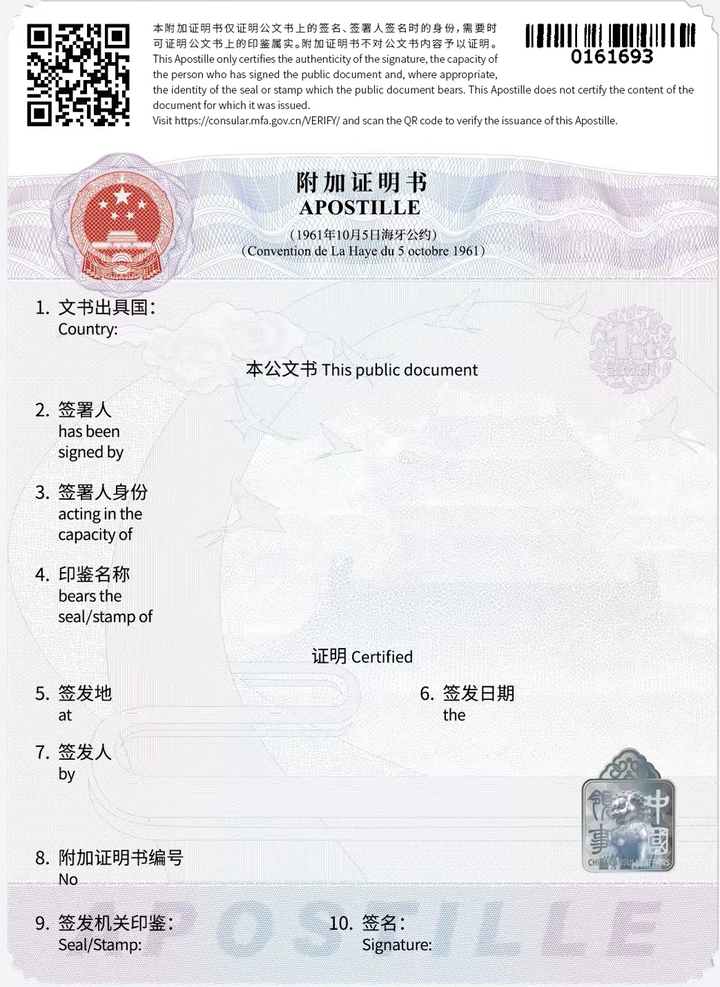 本附加证明书仅证明公文书上的签名、签署人签名时的身份，需要时
可证明公文书上的印鉴属实。附加证明书不对公文书内容予以证明。
This Apostille only certifies the authenticity of the signature, the capacity of
the person who has signed the public document and, where appropriate,
the identity of the seal or stamp which the public document bears. This Apostille does not certify the content of the
document for which it was issued.
Visit https://consular.mfa.gov.cn/VERIFY/ and scan the QR code to verify the issuance of this Apostille.
0161693
附加证明书
APOSTILLE
（1961年10月5日海牙公约）
（Convention de La Haye du 5 octobre 1961）
1. 文书出具国：
Country:
1st
本公文书 This public document
2. 签署人
has been
signed by
3. 签署人身份
acting in the
capacity of
4. 印鉴名称
bears the
seal/stamp of
证明 Certified
5. 签发地
at
6. 签发日期
the
7. 签发人
by
领事
中國
CHINA CONSULAR AFFAIRS
8. 附加证明书编号
No
APOSTILLE
9. 签发机关印鉴：
Seal/Stamp:
10. 签名：
Signature: